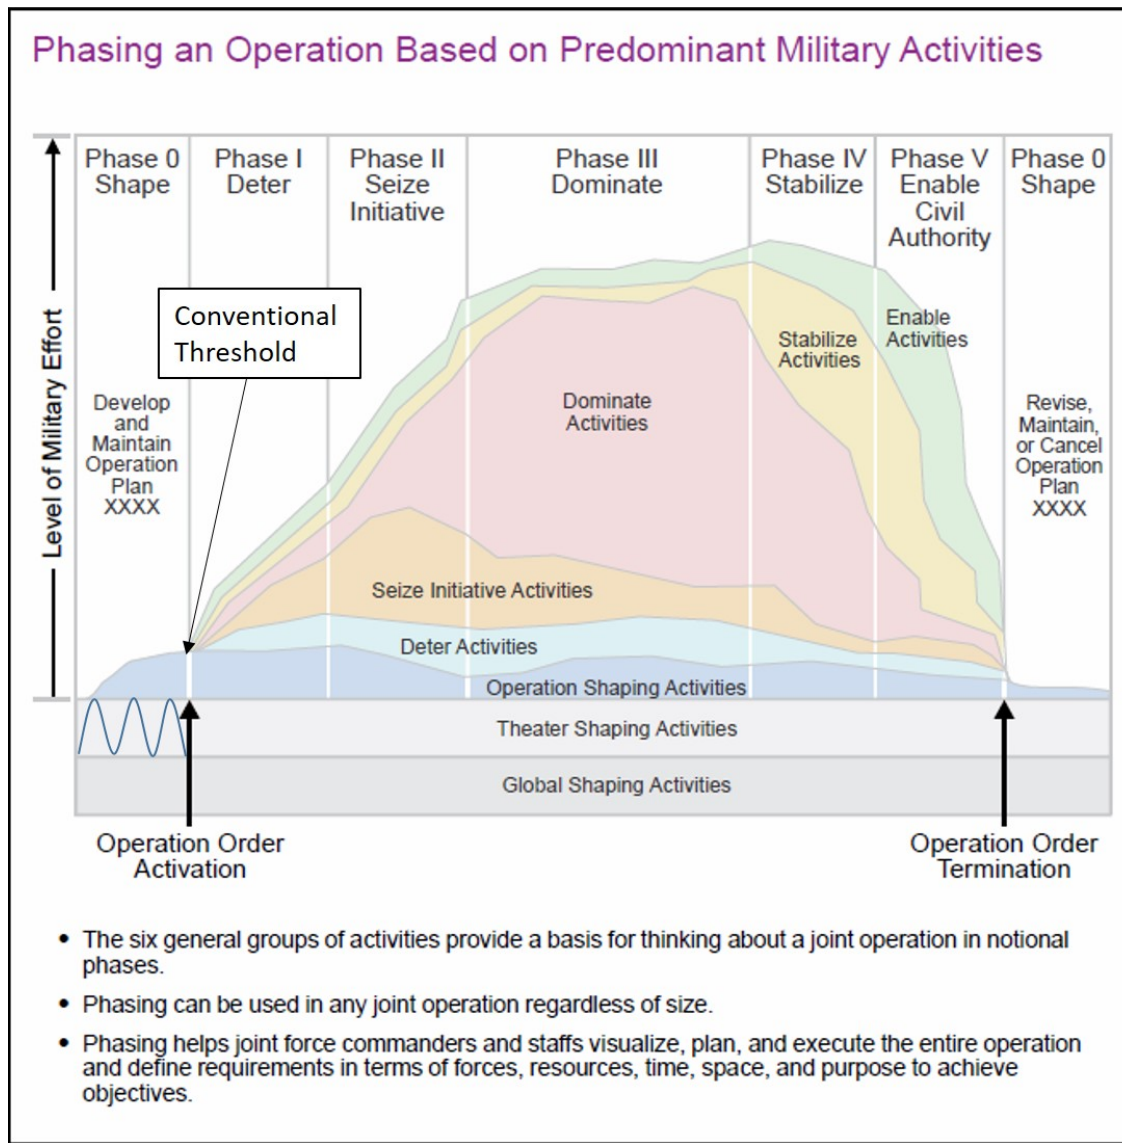 Phasing an Operation Based on Predominant Military Activities
Level of Military Effort
Phase 0
Shape
Phase I
Deter
Phase II
Seize
Initiative
Phase III
Dominate
Phase IV
Stabilize
Phase V
Enable
Civil
Authority
Phase 0
Shape
Conventional
Threshold
Develop
and
Maintain
Operation
Plan
XXXX
Enable
Activities
Stabilize
Activities
Dominate
Activities
Revise,
Maintain,
or Cancel
Operation
Plan
XXXX
Seize Initiative Activities
Deter Activities
Operation Shaping Activities
Theater Shaping Activities
Global Shaping Activities
Operation Order
Activation
Operation Order
Termination
• The six general groups of activities provide a basis for thinking about a joint operation in notional
phases.
• Phasing can be used in any joint operation regardless of size.
• Phasing helps joint force commanders and staffs visualize, plan, and execute the entire operation
and define requirements in terms of forces, resources, time, space, and purpose to achieve
objectives.